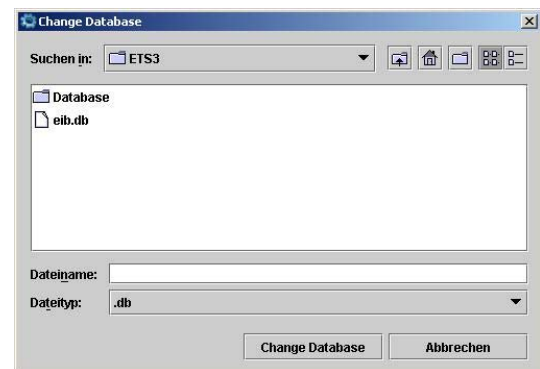 Change Database
Suchen in: ETS3
Database
eib.db
Dateiname:
Dateityp: .db
Change Database Abbrechen